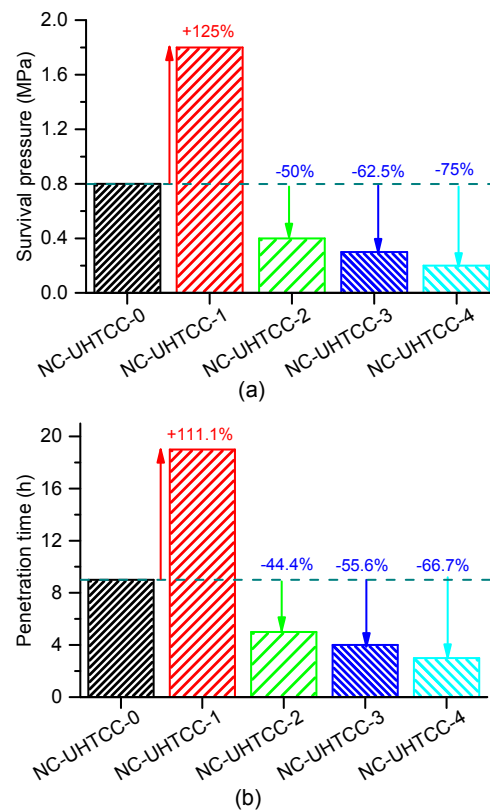 2.0
1.6
1.2
0.8
0.4
0.0
Survival pressure (MPa)
+125%
-50%
-62.5%
-75%
NC-UHTCC-0
NC-UHTCC-1
NC-UHTCC-2
NC-UHTCC-3
NC-UHTCC-4
(a)
20
16
12
8
4
0
Penetration time (h)
+111.1%
-44.4%
-55.6%
-66.7%
NC-UHTCC-0
NC-UHTCC-1
NC-UHTCC-2
NC-UHTCC-3
NC-UHTCC-4
(b)